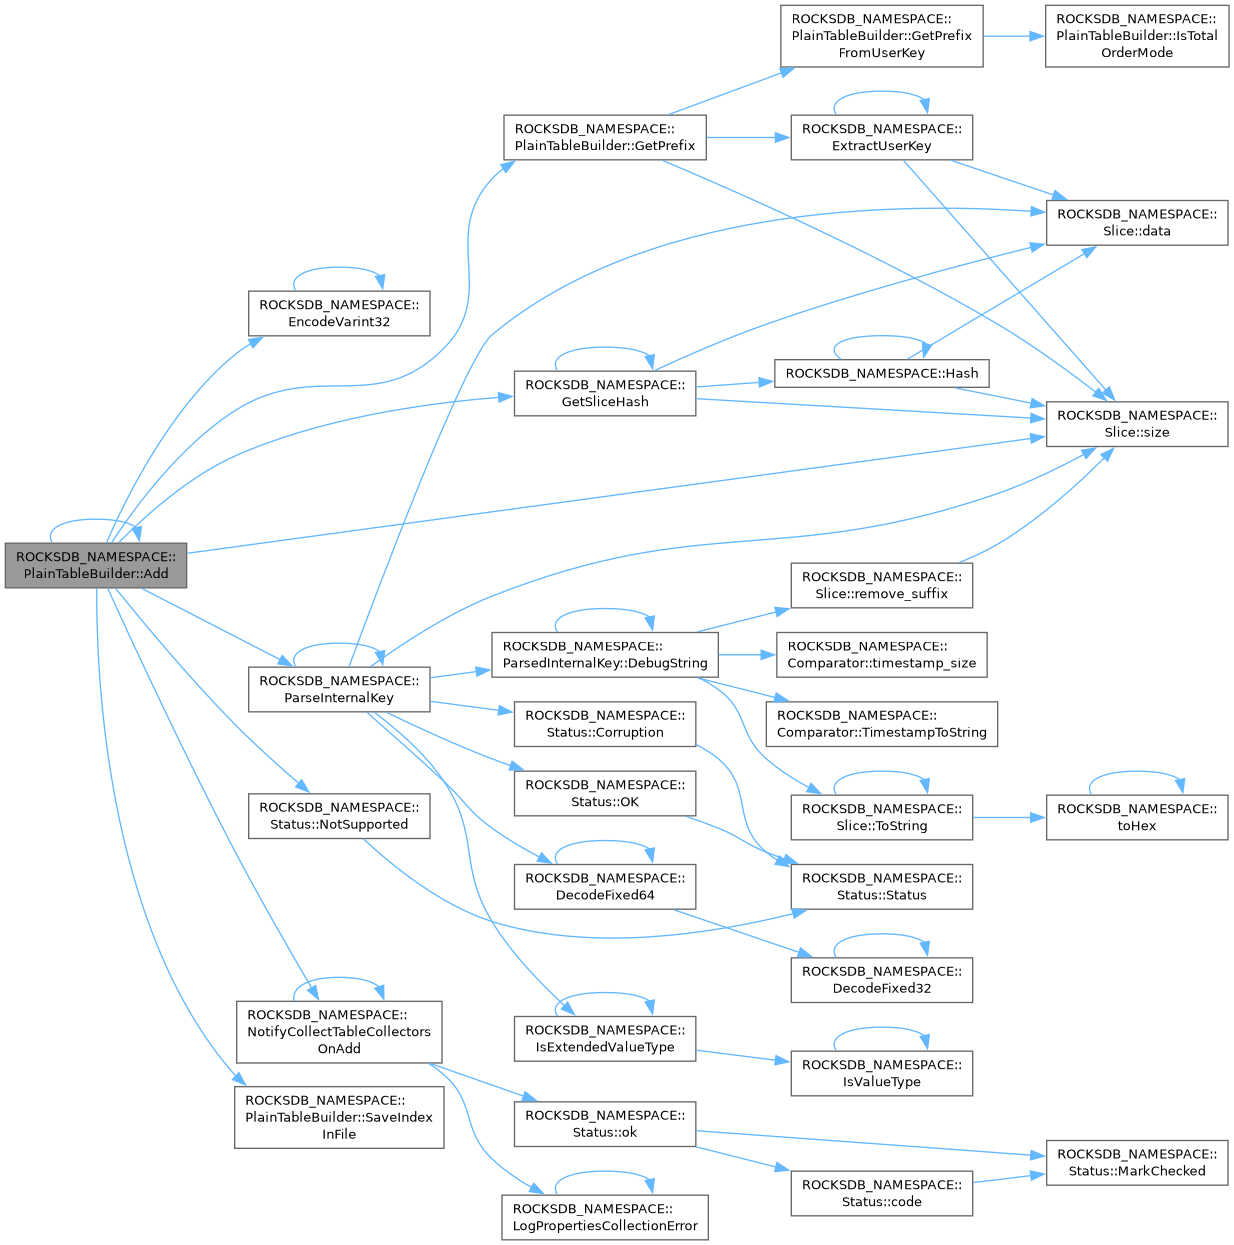 ROCKSDB_NAMESPACE::
PlainTableBuilder::GetPrefix
FromUserKey
ROCKSDB_NAMESPACE::
PlainTableBuilder::IsTotal
OrderMode
ROCKSDB_NAMESPACE::
PlainTableBuilder::GetPrefix
ROCKSDB_NAMESPACE::
ExtractUserKey
ROCKSDB_NAMESPACE::
Slice::data
ROCKSDB_NAMESPACE::
EncodeVarint32
ROCKSDB_NAMESPACE::
GetSliceHash
ROCKSDB_NAMESPACE::Hash
ROCKSDB_NAMESPACE::
Slice::size
ROCKSDB_NAMESPACE::
PlainTableBuilder::Add
ROCKSDB_NAMESPACE::
Slice::remove_suffix
ROCKSDB_NAMESPACE::
ParsedInternalKey::DebugString
ROCKSDB_NAMESPACE::
Comparator::timestamp_size
ROCKSDB_NAMESPACE::
ParseInternalKey
ROCKSDB_NAMESPACE::
Status::Corruption
ROCKSDB_NAMESPACE::
Comparator::TimestampToString
ROCKSDB_NAMESPACE::
Status::OK
ROCKSDB_NAMESPACE::
Status::NotSupported
ROCKSDB_NAMESPACE::
Slice::ToString
ROCKSDB_NAMESPACE::
toHex
ROCKSDB_NAMESPACE::
DecodeFixed64
ROCKSDB_NAMESPACE::
Status::Status
ROCKSDB_NAMESPACE::
DecodeFixed32
ROCKSDB_NAMESPACE::
NotifyCollectTableCollectors
OnAdd
ROCKSDB_NAMESPACE::
IsExtendedValueType
ROCKSDB_NAMESPACE::
IsValueType
ROCKSDB_NAMESPACE::
PlainTableBuilder::SaveIndex
InFile
ROCKSDB_NAMESPACE::
Status::ok
ROCKSDB_NAMESPACE::
Status::MarkChecked
ROCKSDB_NAMESPACE::
Status::code
ROCKSDB_NAMESPACE::
LogPropertiesCollectionError